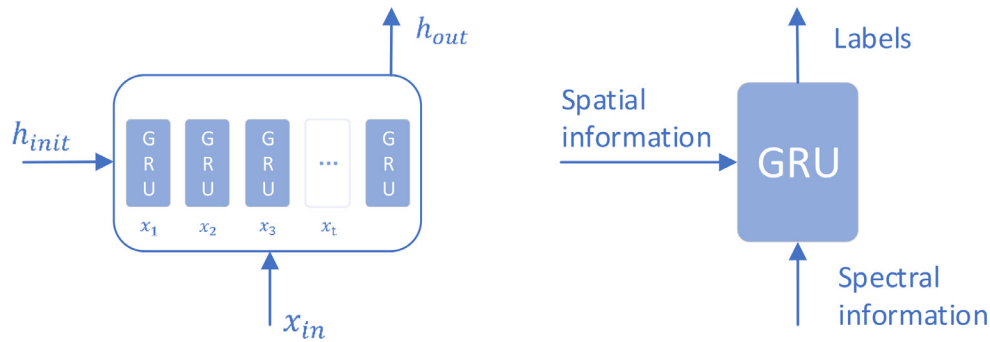 h_out
h_init
G R U
G R U
G R U
...
G R U
x_1
x_2
x_3
x_t
x_in
Labels
Spatial
information
GRU
Spectral
information